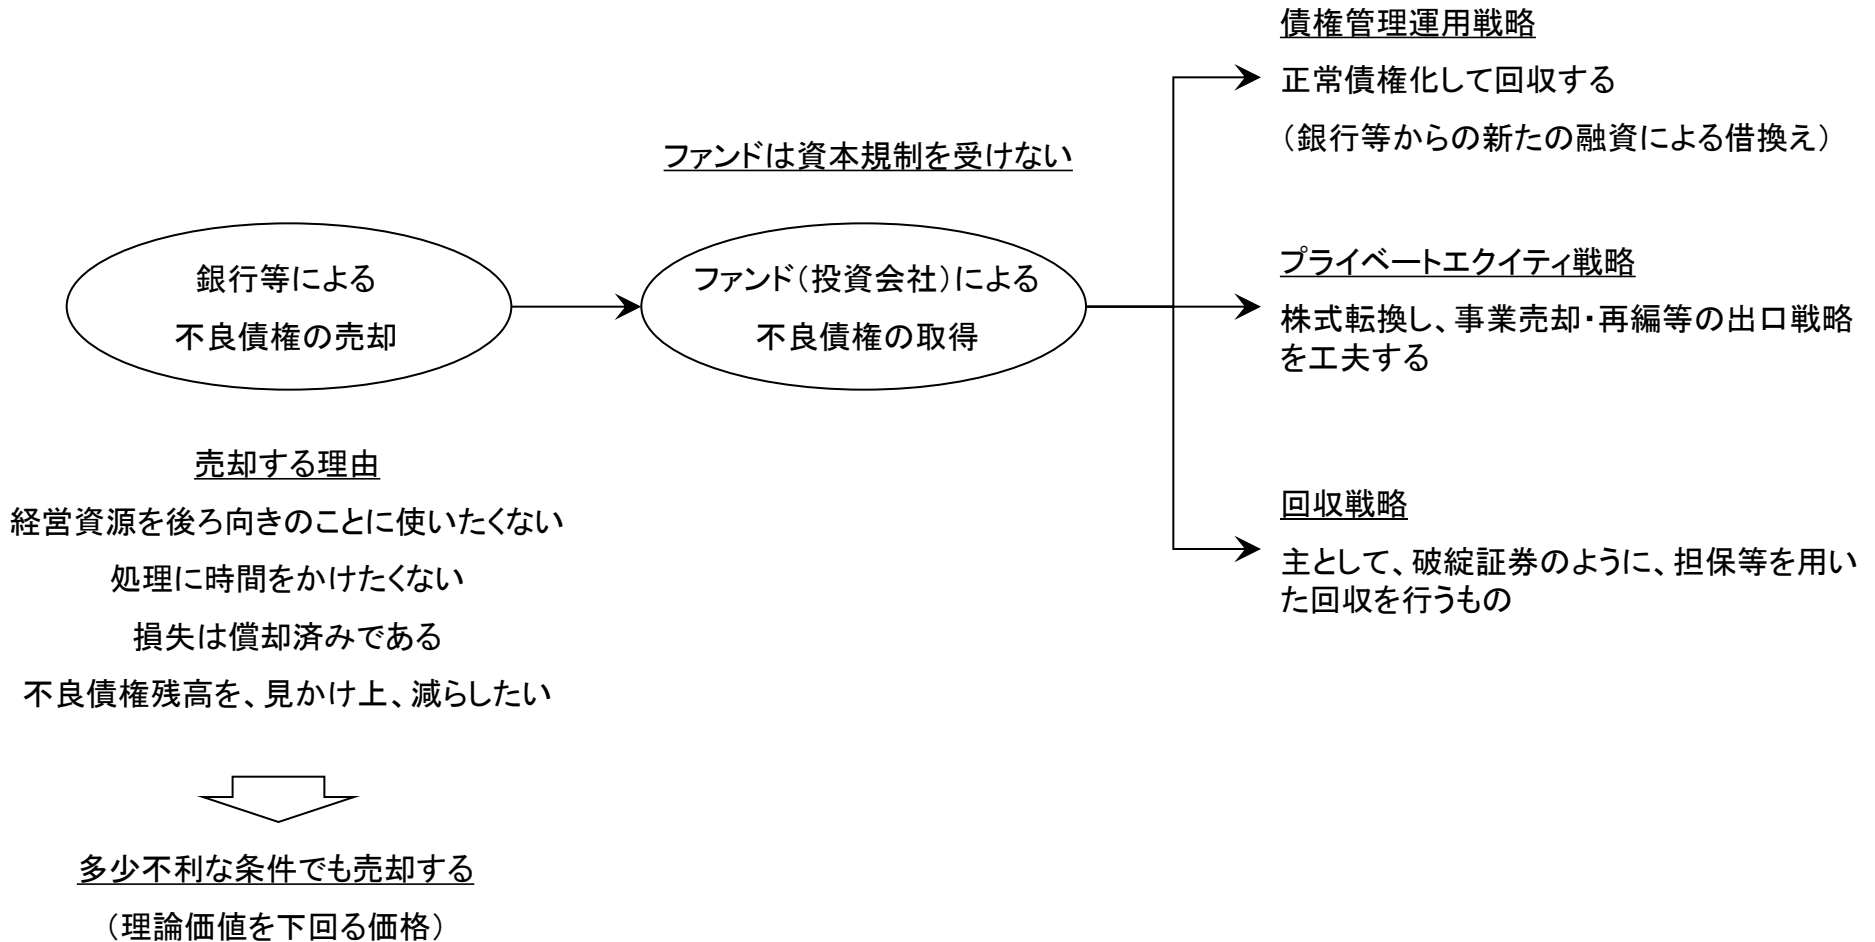 銀行等による
不良債権の売却
売却する理由
経営資源を後ろ向きのことに使いたくない
処理に時間をかけたくない
損失は償却済みである
不良債権残高を、見かけ上、減らしたい
多少不利な条件でも売却する
（理論価値を下回る価格）
ファンドは資本規制を受けない
ファンド（投資会社）による
不良債権の取得
債権管理運用戦略
正常債権化して回収する
（銀行等からの新たの融資による借換え）
プライベートエクイティ戦略
株式転換し、事業売却・再編等の出口戦略
を工夫する
回収戦略
主として、破綻証券のように、担保等を用い
た回収を行うもの